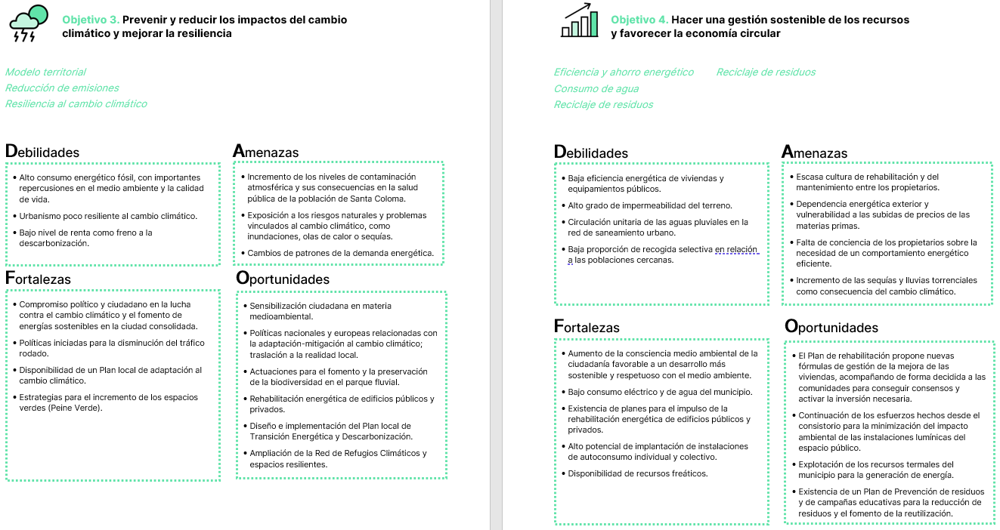 Objetivo 3. Prevenir y reducir los impactos del cambio
climático y mejorar la resiliencia
Modelo territorial
Reducción de emisiones
Resiliencia al cambio climático
Debilidades
• Alto consumo energético fósil, con importantes
repercusiones en el medio ambiente y la calidad
de vida.
• Urbanismo poco resiliente al cambio climático.
• Bajo nivel de renta como freno a la
descarbonización.
Amenazas
• Incremento de los niveles de contaminación
atmosférica y sus consecuencias en la salud
pública de la población de Santa Coloma.
• Exposición a los riesgos naturales y problemas
vinculados al cambio climático, como
inundaciones, olas de calor o sequías.
• Cambios de patrones de la demanda energética.
Fortalezas
• Compromiso político y ciudadano en la lucha
contra el cambio climático y el fomento de
energías sostenibles en la ciudad consolidada.
• Políticas iniciadas para la disminución del tráfico
rodado.
• Disponibilidad de un Plan local de adaptación al
cambio climático.
• Estrategias para el incremento de los espacios
verdes (Peine Verde).
Oportunidades
• Sensibilización ciudadana en materia
medioambiental.
• Políticas nacionales y europeas relacionadas con
la adaptación-mitigación al cambio climático;
traslación a la realidad local.
• Actuaciones para el fomento y la preservación
de la biodiversidad en el parque fluvial.
• Rehabilitación energética de edificios públicos y
privados.
• Diseño e implementación del Plan local de
Transición Energética y Descarbonización.
• Ampliación de la Red de Refugios Climáticos y
espacios resilientes.
Objetivo 4. Hacer una gestión sostenible de los recursos
y favorecer la economía circular
Eficiencia y ahorro energético Reciclaje de residuos
Consumo de agua
Reciclaje de residuos
Debilidades
• Baja eficiencia energética de viviendas y
equipamientos públicos.
• Alto grado de impermeabilidad del terreno.
• Circulación unitaria de las aguas pluviales en la
red de saneamiento urbano.
• Baja proporción de recogida selectiva en relación
a las poblaciones cercanas.
Amenazas
• Escasa cultura de rehabilitación y del
mantenimiento entre los propietarios.
• Dependencia energética exterior y
vulnerabilidad a las subidas de precios de las
materias primas.
• Falta de conciencia de los propietarios sobre la
necesidad de un comportamiento energético
eficiente.
• Incremento de las sequías y lluvias torrenciales
como consecuencia del cambio climático.
Fortalezas
• Aumento de la consciencia medio ambiental de la
ciudadanía favorable a un desarrollo más
sostenible y respetuoso con el medio ambiente.
• Bajo consumo eléctrico y de agua del municipio.
• Existencia de planes para el impulso de la
rehabilitación energética de edificios públicos y
privados.
• Alto potencial de implantación de instalaciones
de autoconsumo individual y colectivo.
• Disponibilidad de recursos freáticos.
Oportunidades
• El Plan de rehabilitación propone nuevas
fórmulas de gestión de la mejora de las
viviendas, acompañando de forma decidida a las
comunidades para conseguir consensos y
activar la inversión necesaria.
• Continuación de los esfuerzos hechos desde el
consistorio para la minimización del impacto
ambiental de las instalaciones lumínicas del
espacio público.
• Explotación de los recursos termales del
municipio para la generación de energía.
• Existencia de un Plan de Prevención de residuos
y de campañas educativas para la reducción de
residuos y el fomento de la reutilización.